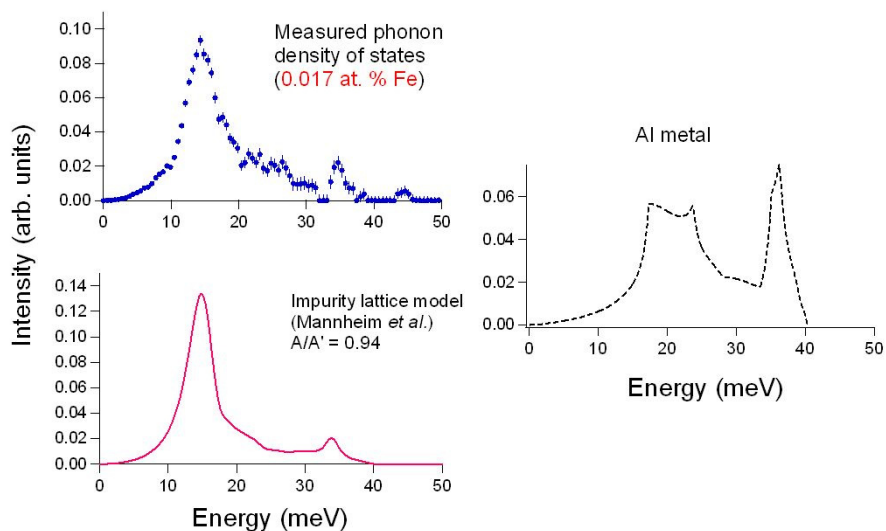 Intensity (arb. units)
0.10
0.08
0.06
0.04
0.02
0.00
0 10 20 30 40 50
Measured phonon
density of states
(0.017 at. % Fe)
0.14
0.12
0.10
0.08
0.06
0.04
0.02
0.00
0 10 20 30 40 50
Impurity lattice model
(Mannheim et al.)
A/A' = 0.94
Energy (meV)
Al metal
0.06
0.04
0.02
0.00
0 10 20 30 40 50
Energy (meV)